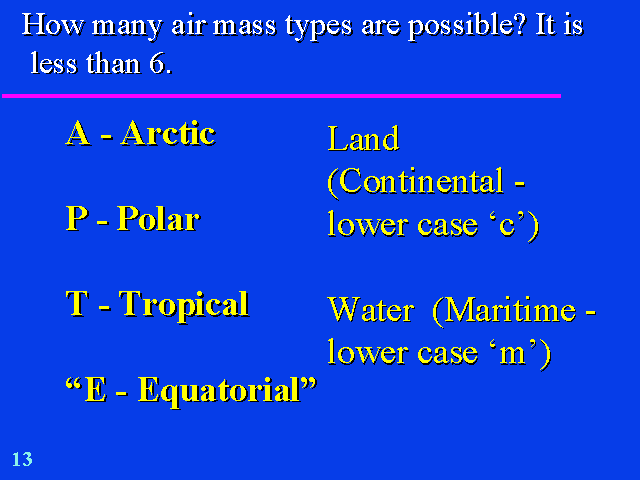 How many air mass types are possible? It is
less than 6.
A - Arctic
P - Polar
T - Tropical
“E - Equatorial”
Land
(Continental -
lower case ‘c’)
Water (Maritime -
lower case ‘m’)
13